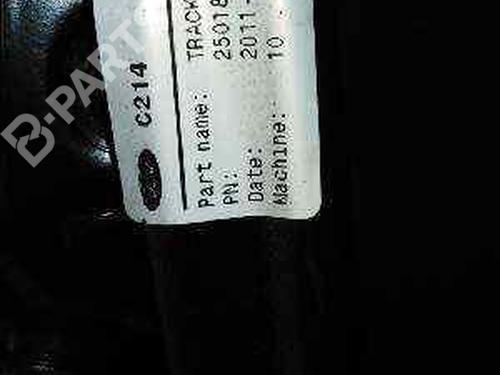 C214
Part name: TRACK
PN: 25018
Date: 2011-
Machine: 10
B-PARTS